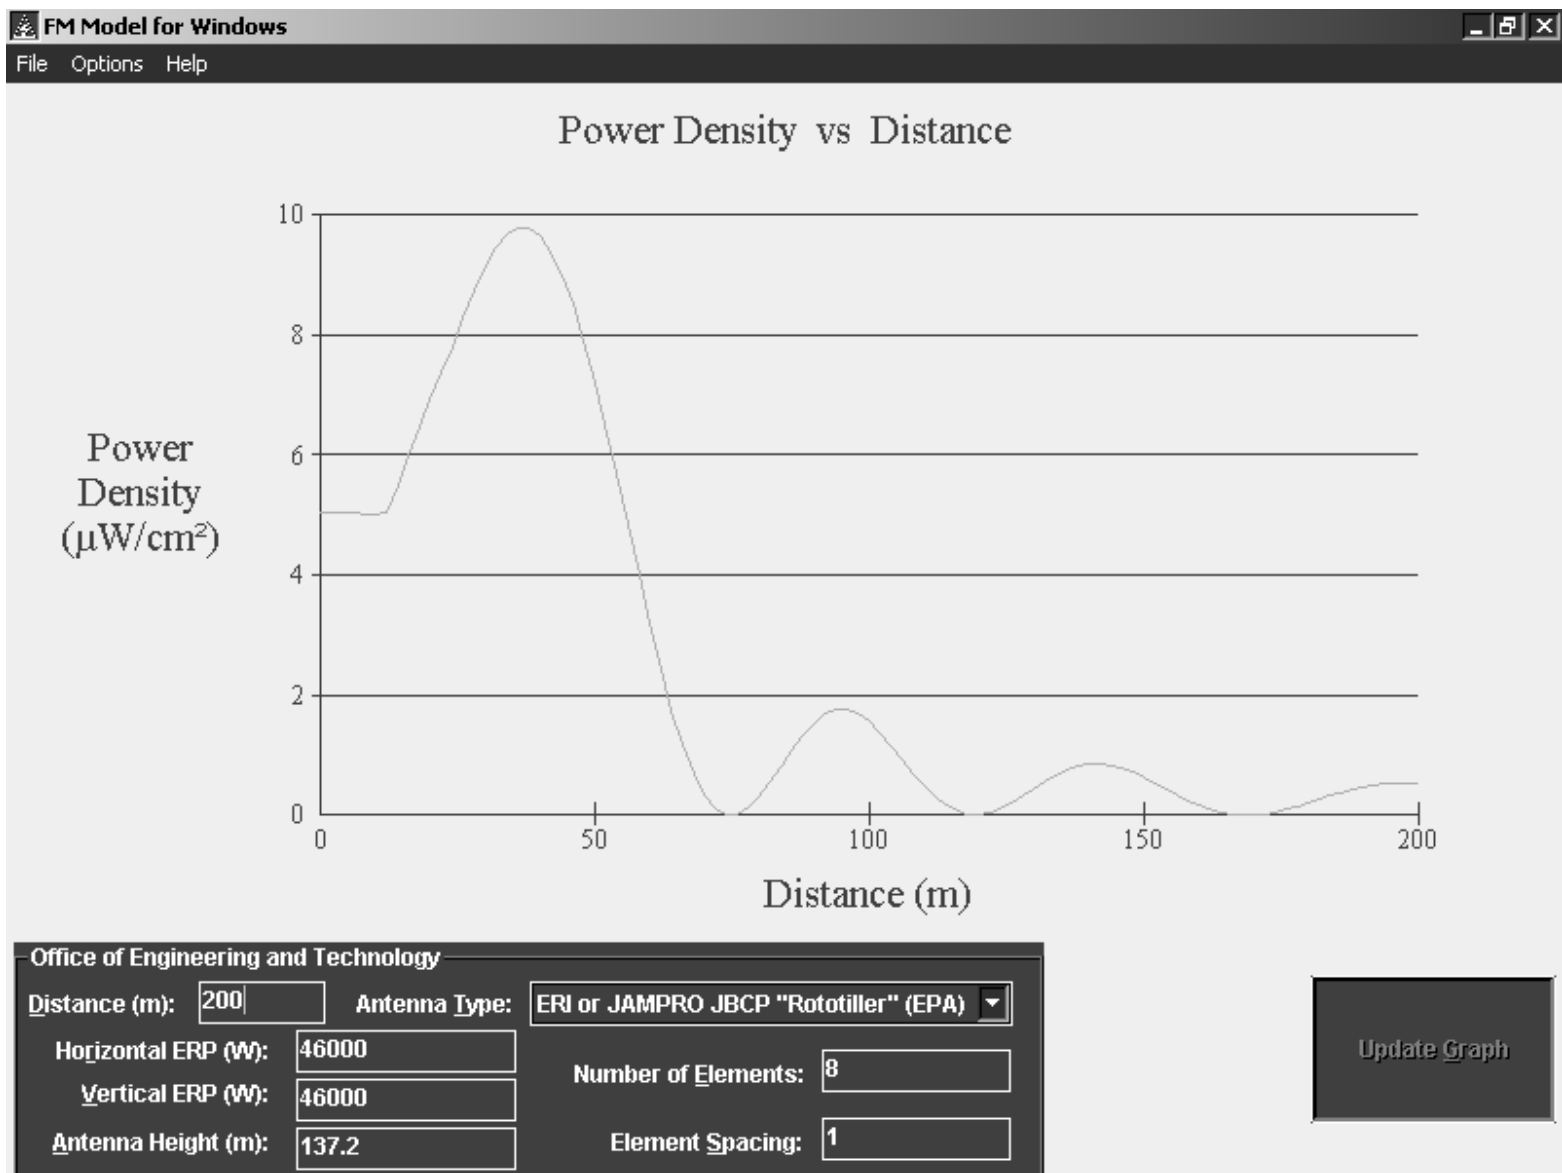 FM Model for Windows
File Options Help
Power Density vs Distance
10
8
6
4
2
0
Power
Density
(µW/cm²)
0 50 100 150 200
Distance (m)
Office of Engineering and Technology
Distance (m): 200 Antenna Type: ERI or JAMPRO JBCP "Rototiller" (EPA)
Horizontal ERP (W): 46000
Vertical ERP (W): 46000
Antenna Height (m): 137.2
Number of Elements: 8
Element Spacing: 1
Update Graph